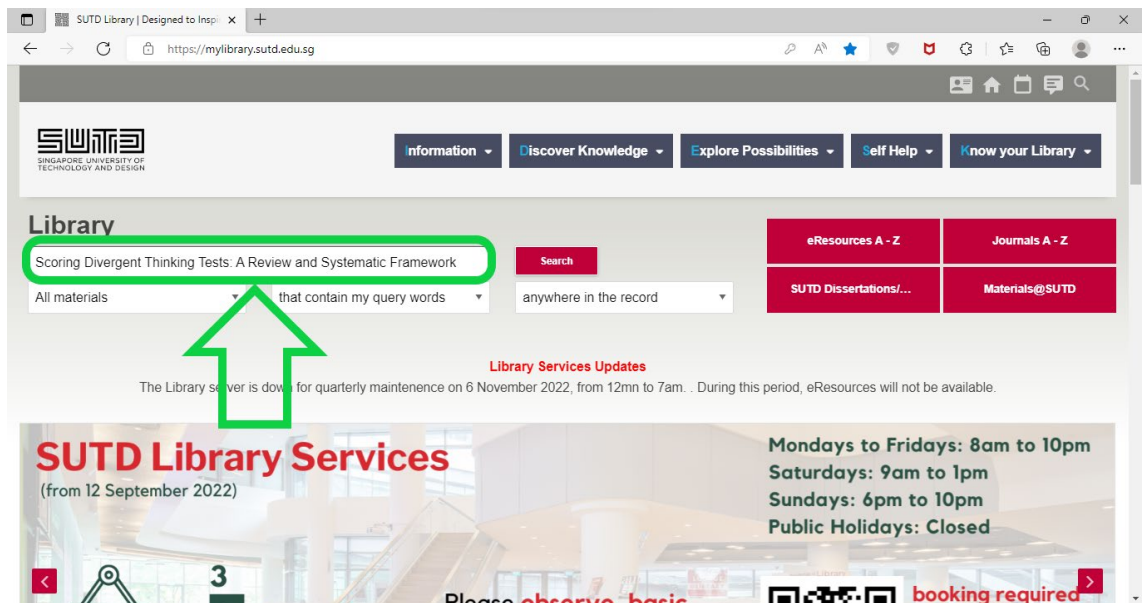 SUTD Library | Designed to Inspi
https://mylibrary.sutd.edu.sg
SUTD
SINGAPORE UNIVERSITY OF
TECHNOLOGY AND DESIGN
Information
Discover Knowledge
Explore Possibilities
Self Help
Know your Library
Library
Scoring Divergent Thinking Tests: A Review and Systematic Framework
Search
All materials
that contain my query words
anywhere in the record
eResources A - Z
Journals A - Z
SUTD Dissertations/...
Materials@SUTD
Library Services Updates
The Library server is down for quarterly maintenence on 6 November 2022, from 12mn to 7am. . During this period, eResources will not be available.
SUTD Library Services
(from 12 September 2022)
Mondays to Fridays: 8am to 10pm
Saturdays: 9am to 1pm
Sundays: 6pm to 10pm
Public Holidays: Closed
3
Please observe basic
booking required